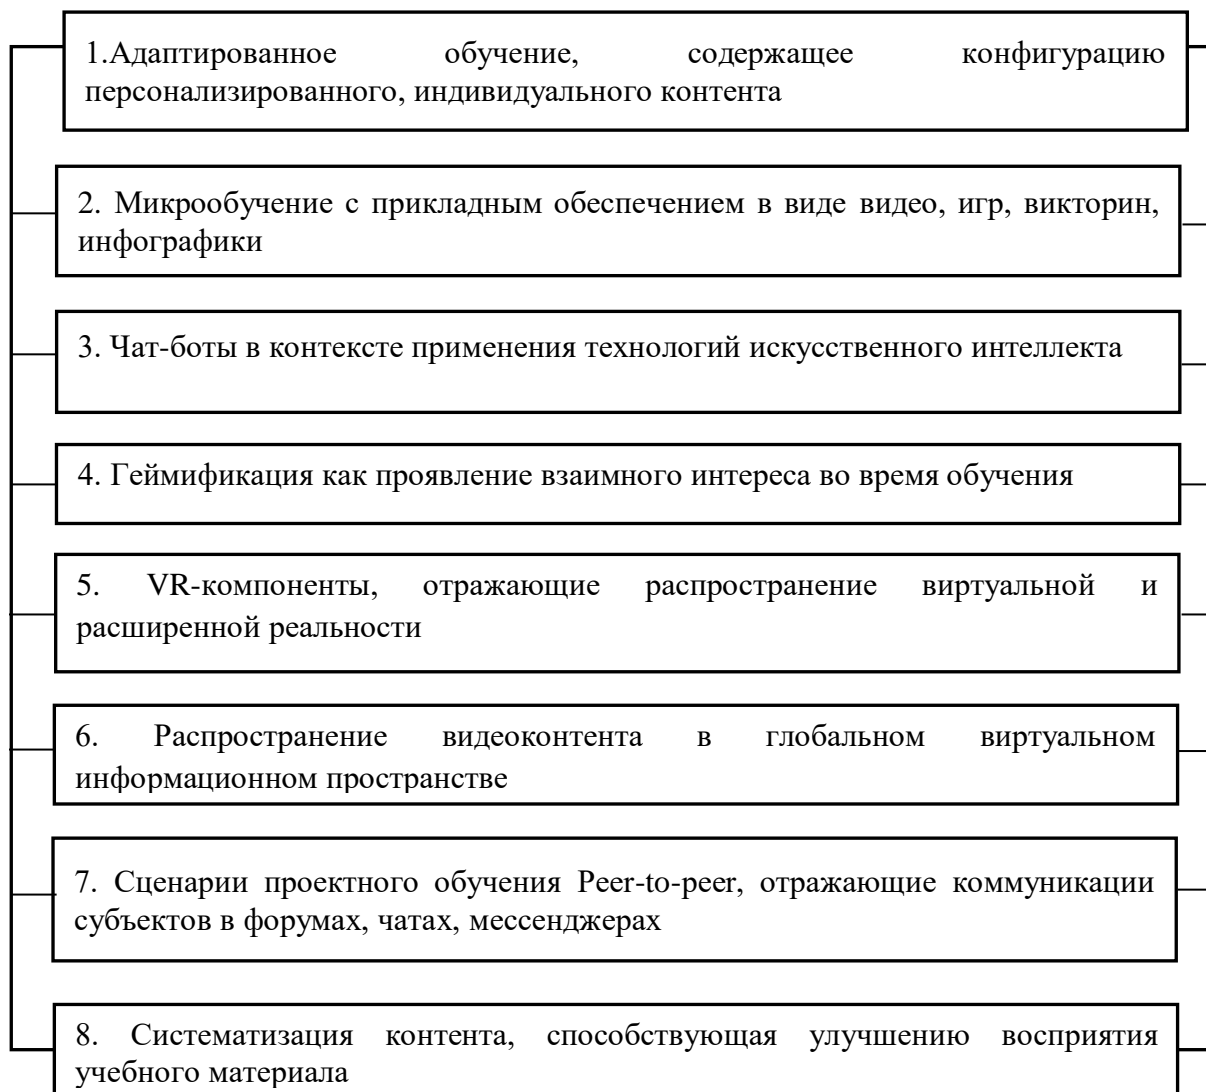 1.Адаптированное обучение, содержащее конфигурацию
персонализированного, индивидуального контента
2. Микрообучение с прикладным обеспечением в виде видео, игр, викторин,
инфографики
3. Чат-боты в контексте применения технологий искусственного интеллекта
4. Геймификация как проявление взаимного интереса во время обучения
5. VR-компоненты, отражающие распространение виртуальной и
расширенной реальности
6. Распространение видеоконтента в глобальном виртуальном
информационном пространстве
7. Сценарии проектного обучения Peer-to-peer, отражающие коммуникации
субъектов в форумах, чатах, мессенджерах
8. Систематизация контента, способствующая улучшению восприятия
учебного материала